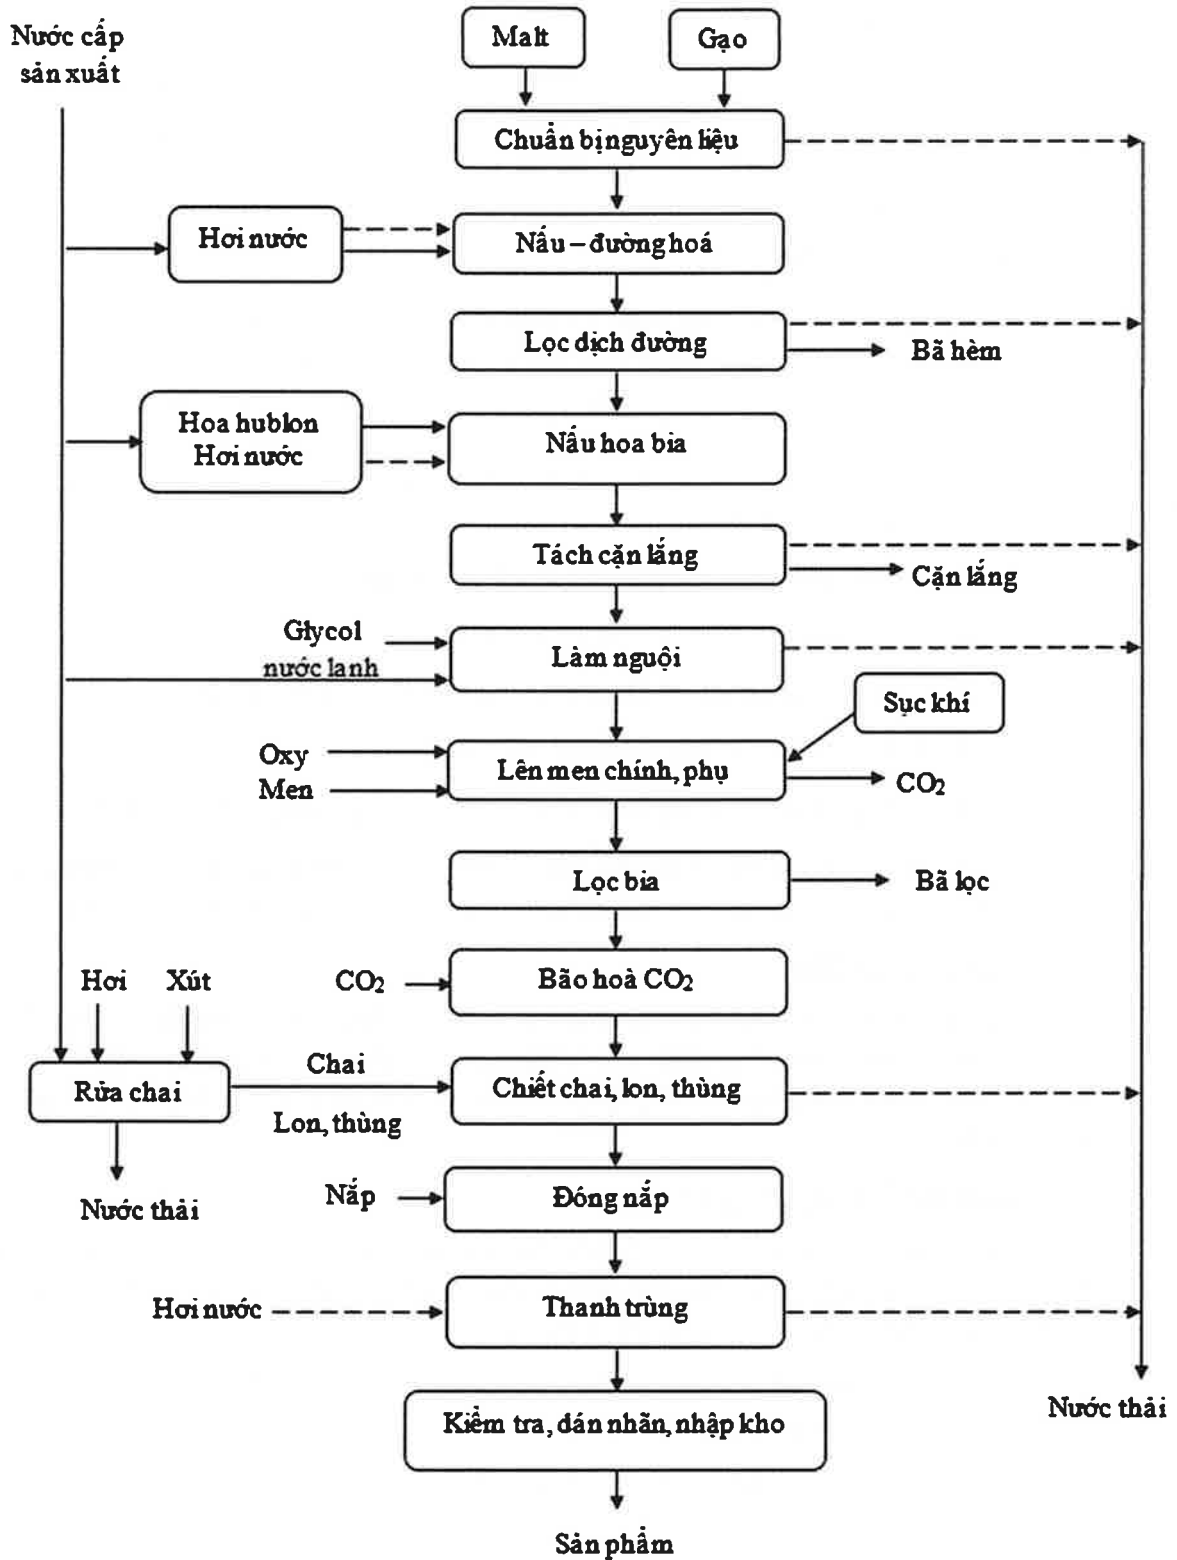 Nước cấp
sản xuất
Malt
Gạo
Chuẩn bị nguyên liệu
Hơi nước
Nấu – đường hoá
Lọc dịch đường
Bã hèm
Hoa hublon
Hơi nước
Nấu hoa bia
Tách cặn lắng
Cặn lắng
Glycol
nước lanh
Làm nguội
Sục khí
Oxy
Men
Lên men chính, phụ
CO₂
Lọc bia
Bã lọc
Hơi
Xút
CO₂
Bão hoà CO₂
Rửa chai
Chai
Lon, thùng
Chiết chai, lon, thùng
Nước thải
Nắp
Đóng nắp
Hơi nước
Thanh trùng
Kiểm tra, dán nhãn, nhập kho
Nước thải
Sản phẩm